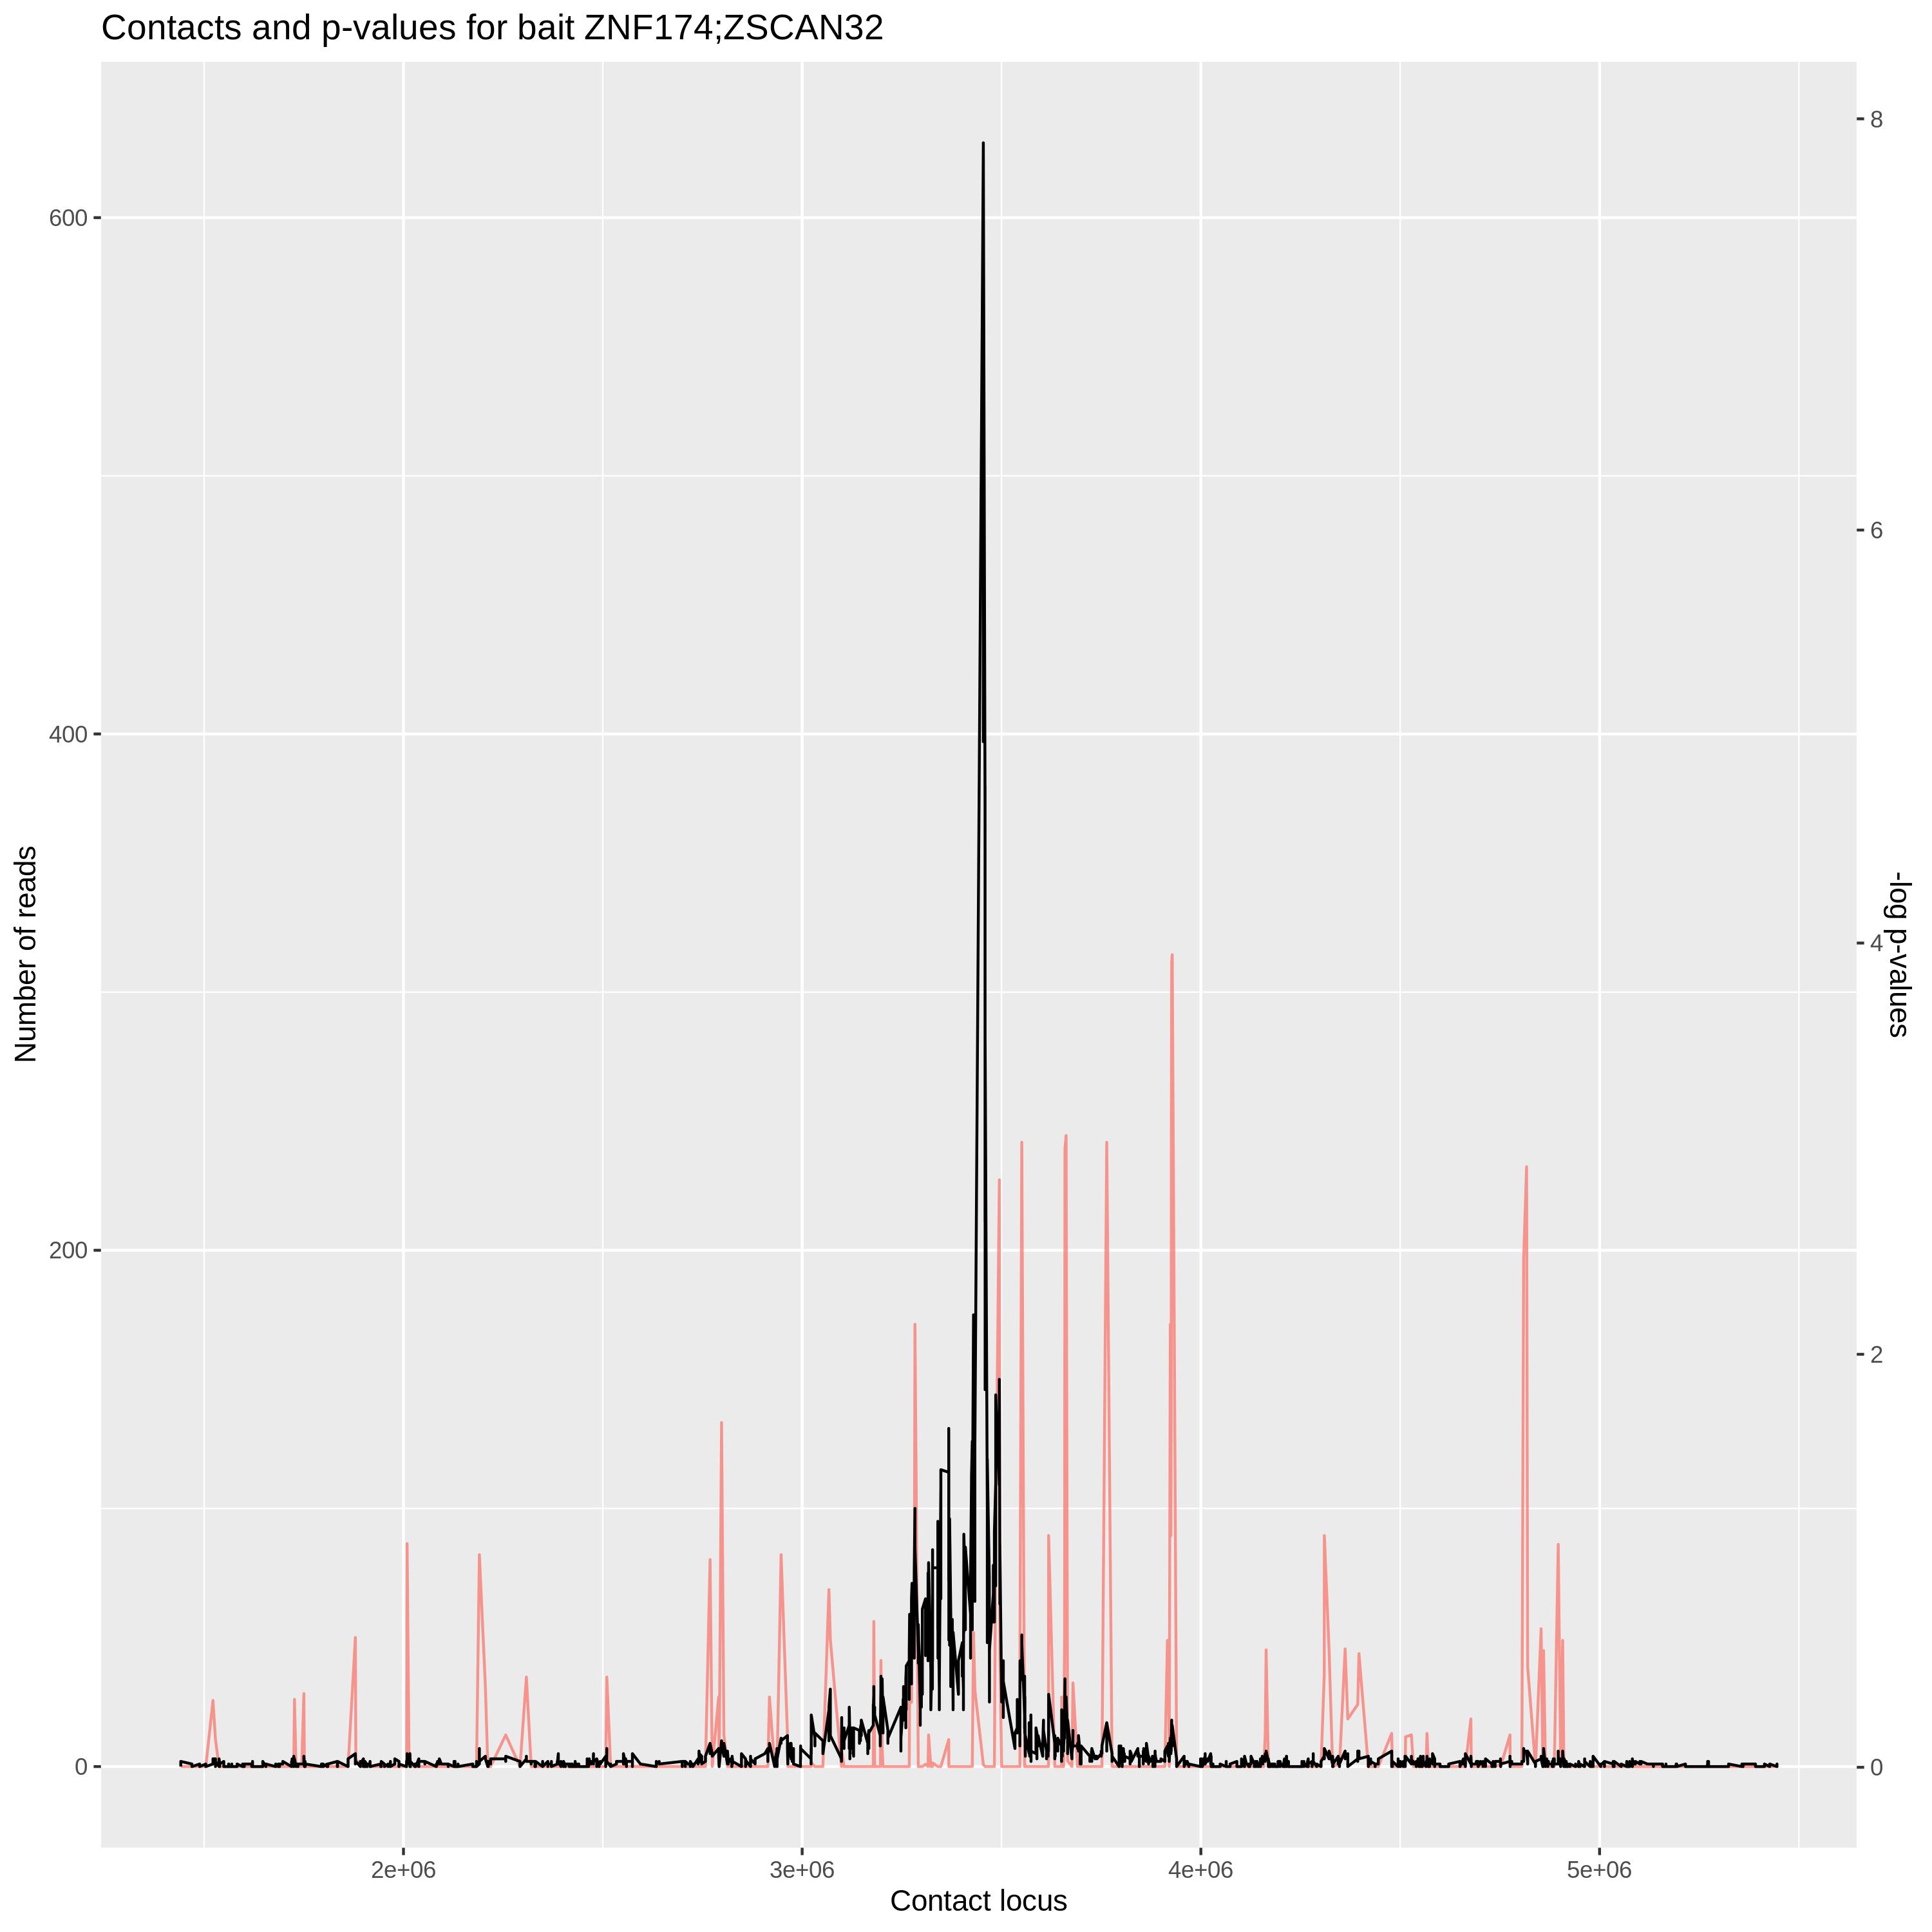 Contacts and p-values for bait ZNF174;ZSCAN32
600
400
200
0
Number of reads
8
6
4
2
0
-log p-values
2e+06
3e+06
4e+06
5e+06
Contact locus